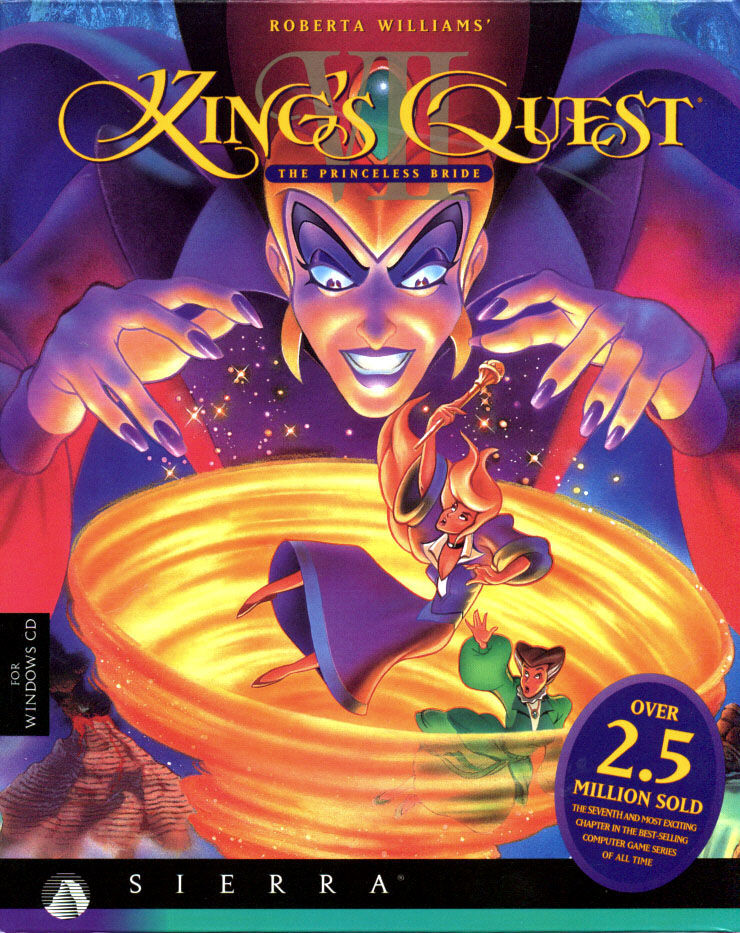 ROBERTA WILLIAMS'
VII
KING'S QUEST®
THE PRINCELESS BRIDE
FOR
WINDOWS CD
OVER
2.5
MILLION SOLD
THE SEVENTH AND MOST EXCITING
CHAPTER IN THE BEST-SELLING
COMPUTER GAME SERIES
OF ALL TIME
SIERRA®